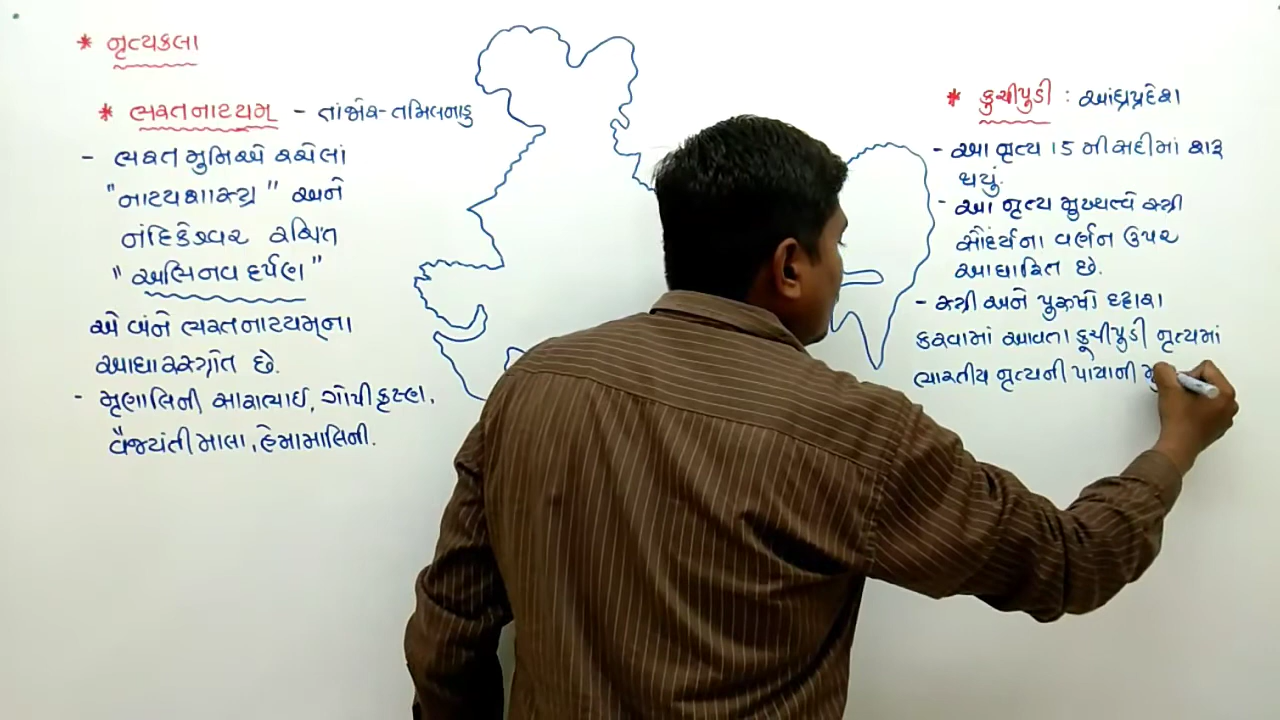 * નૃત્યકલા
* ભરતનાટ્યમ્ - તાંજોર-તમિલનાડુ
- ભરત મુનિએ રચેલાં
"નાટ્યશાસ્ત્ર" અને
નંદિકેશ્વર રચિત
"અભિનવ દર્પણ"
એ બંને ભરતનાટ્યમ્‌ના
આધારસ્ત્રોત છે.
- મૃણાલિની સારાભાઈ, ગોપીકૃષ્ણ,
વૈજયંતીમાલા, હેમામાલિની.
* કુચીપુડી : આંધ્રપ્રદેશ
- આ નૃત્ય 15 ની સદીમાં શરૂ
થયું.
- આ નૃત્ય મુખ્યત્વે સ્ત્રી
સૌંદર્યના વર્ણન ઉપર
આધારિત છે.
- સ્ત્રી અને પુરુષો દ્વારા
કરવામાં આવતા કૂચીપુડી નૃત્યમાં
ભારતીય નૃત્યની પાયાની